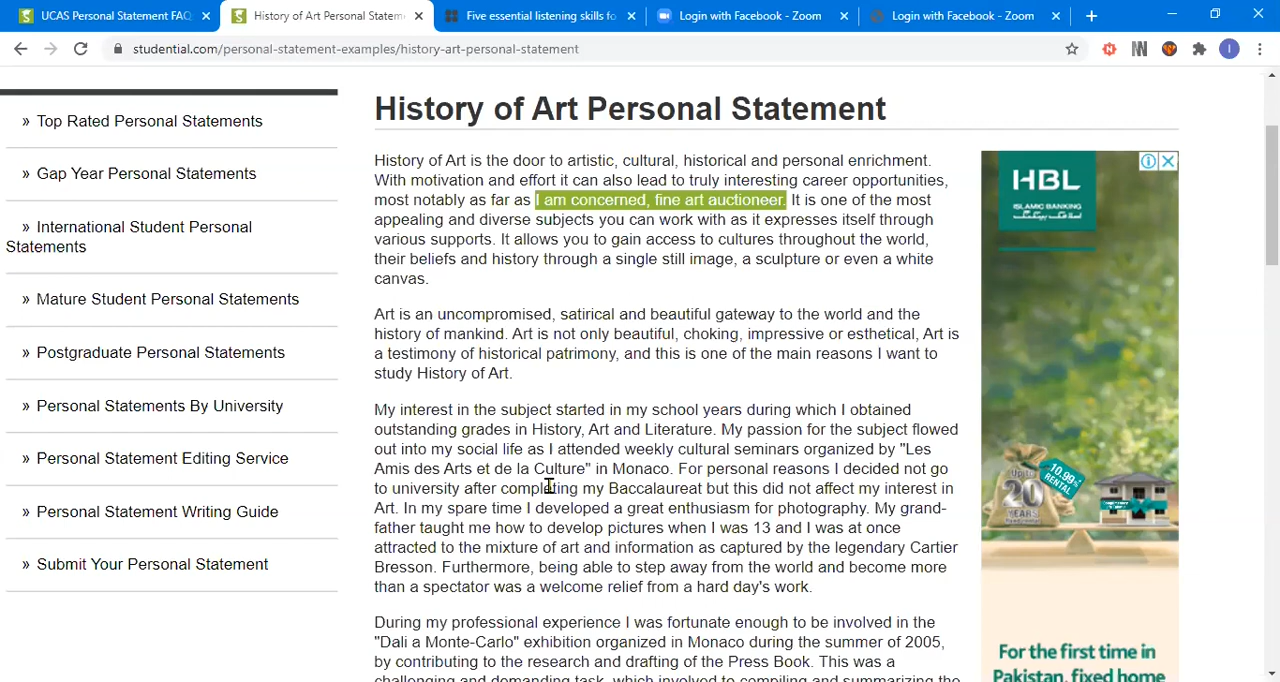 UCAS Personal Statement FAQ
History of Art Personal Stateme
Five essential listening skills fo
Login with Facebook - Zoom
Login with Facebook - Zoom
studential.com/personal-statement-examples/history-art-personal-statement
» Top Rated Personal Statements
» Gap Year Personal Statements
» International Student Personal
Statements
» Mature Student Personal Statements
» Postgraduate Personal Statements
» Personal Statements By University
» Personal Statement Editing Service
» Personal Statement Writing Guide
» Submit Your Personal Statement
History of Art Personal Statement
History of Art is the door to artistic, cultural, historical and personal enrichment.
With motivation and effort it can also lead to truly interesting career opportunities,
most notably as far as I am concerned, fine art auctioneer. It is one of the most
appealing and diverse subjects you can work with as it expresses itself through
various supports. It allows you to gain access to cultures throughout the world,
their beliefs and history through a single still image, a sculpture or even a white
canvas.
Art is an uncompromised, satirical and beautiful gateway to the world and the
history of mankind. Art is not only beautiful, choking, impressive or esthetical, Art is
a testimony of historical patrimony, and this is one of the main reasons I want to
study History of Art.
My interest in the subject started in my school years during which I obtained
outstanding grades in History, Art and Literature. My passion for the subject flowed
out into my social life as I attended weekly cultural seminars organized by "Les
Amis des Arts et de la Culture" in Monaco. For personal reasons I decided not go
to university after completing my Baccalaureat but this did not affect my interest in
Art. In my spare time I developed a great enthusiasm for photography. My grand-
father taught me how to develop pictures when I was 13 and I was at once
attracted to the mixture of art and information as captured by the legendary Cartier
Bresson. Furthermore, being able to step away from the world and become more
than a spectator was a welcome relief from a hard day's work.
During my professional experience I was fortunate enough to be involved in the
"Dali a Monte-Carlo" exhibition organized in Monaco during the summer of 2005,
by contributing to the research and drafting of the Press Book. This was a
challenging and demanding task, which involved to compiling and summarizing the
HBL
ISLAMIC BANKING
Up to
20
YEARS
10.99%
RENTAL
For the first time in
Pakistan, fixed home